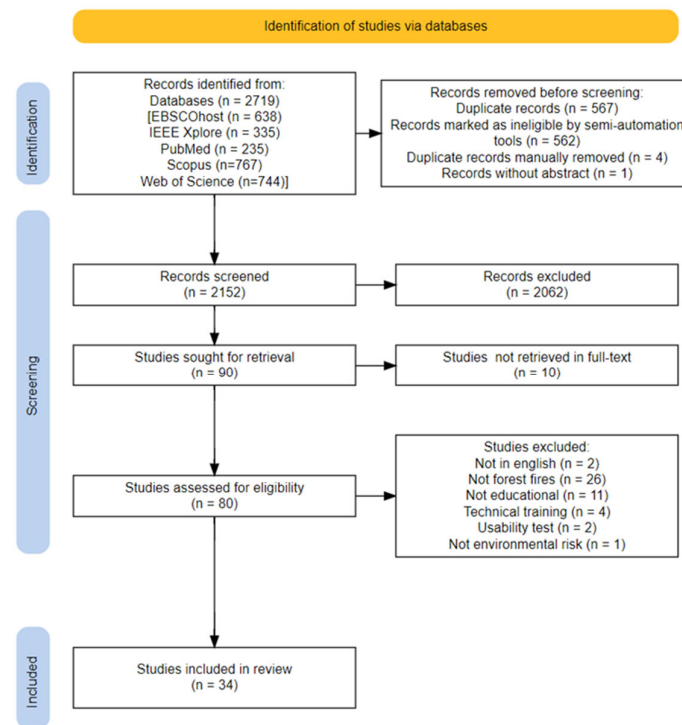 Identification of studies via databases
Identification
Records identified from:
Databases (n = 2719)
[EBSCOhost (n = 638)
IEEE Xplore (n = 335)
PubMed (n = 235)
Scopus (n=767)
Web of Science (n=744)]
Records removed before screening:
Duplicate records (n = 567)
Records marked as ineligible by semi-automation
tools (n = 562)
Duplicate records manually removed (n = 4)
Records without abstract (n = 1)
Screening
Records screened
(n = 2152)
Records excluded
(n = 2062)
Studies sought for retrieval
(n = 90)
Studies not retrieved in full-text
(n = 10)
Studies assessed for eligibility
(n = 80)
Studies excluded:
Not in english (n = 2)
Not forest fires (n = 26)
Not educational (n = 11)
Technical training (n = 4)
Usability test (n = 2)
Not environmental risk (n = 1)
Included
Studies included in review
(n = 34)